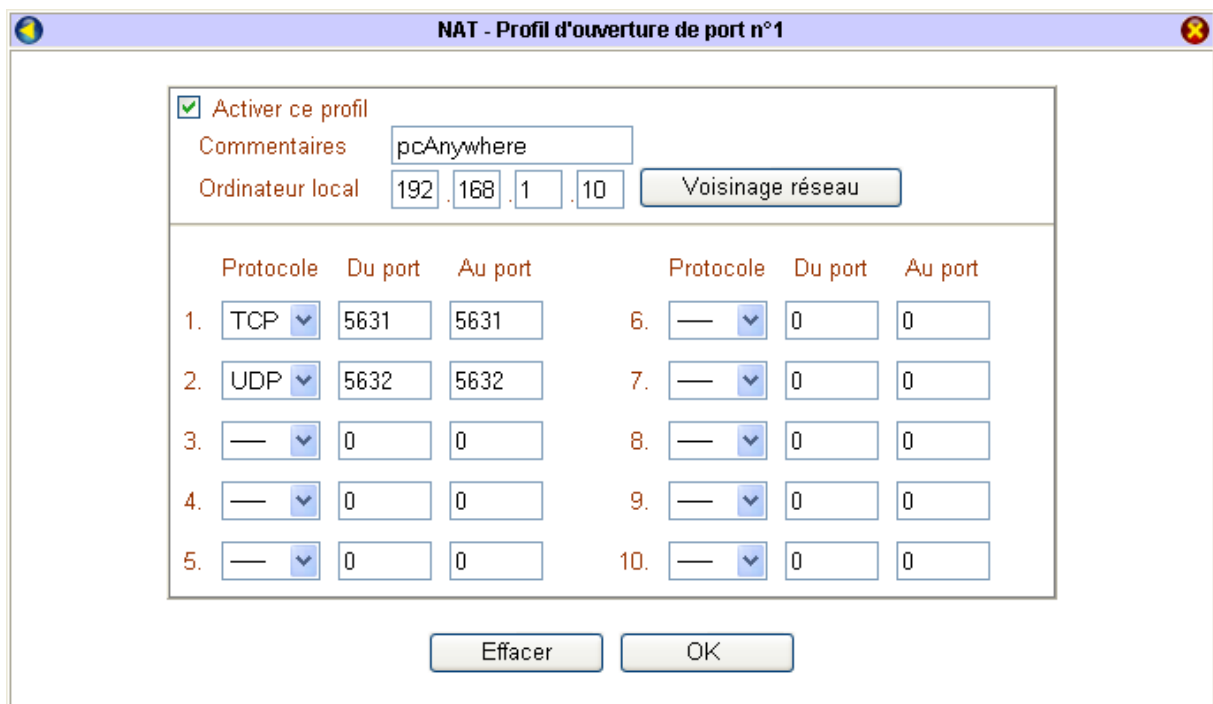 NAT - Profil d'ouverture de port n°1
Activer ce profil
Commentaires pcAnywhere
Ordinateur local 192 . 168 . 1 . 10 Voisinage réseau
Protocole Du port Au port Protocole Du port Au port
1. TCP 5631 5631 6. --- 0 0
2. UDP 5632 5632 7. --- 0 0
3. --- 0 0 8. --- 0 0
4. --- 0 0 9. --- 0 0
5. --- 0 0 10. --- 0 0
Effacer OK